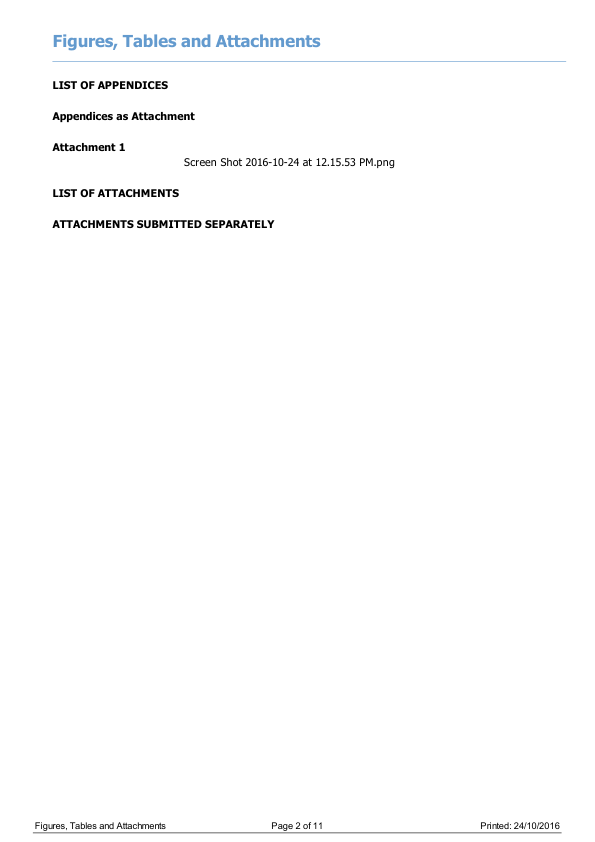 Figures, Tables and Attachments
LIST OF APPENDICES
Appendices as Attachment
Attachment 1
Screen Shot 2016-10-24 at 12.15.53 PM.png
LIST OF ATTACHMENTS
ATTACHMENTS SUBMITTED SEPARATELY
Figures, Tables and Attachments Page 2 of 11 Printed: 24/10/2016